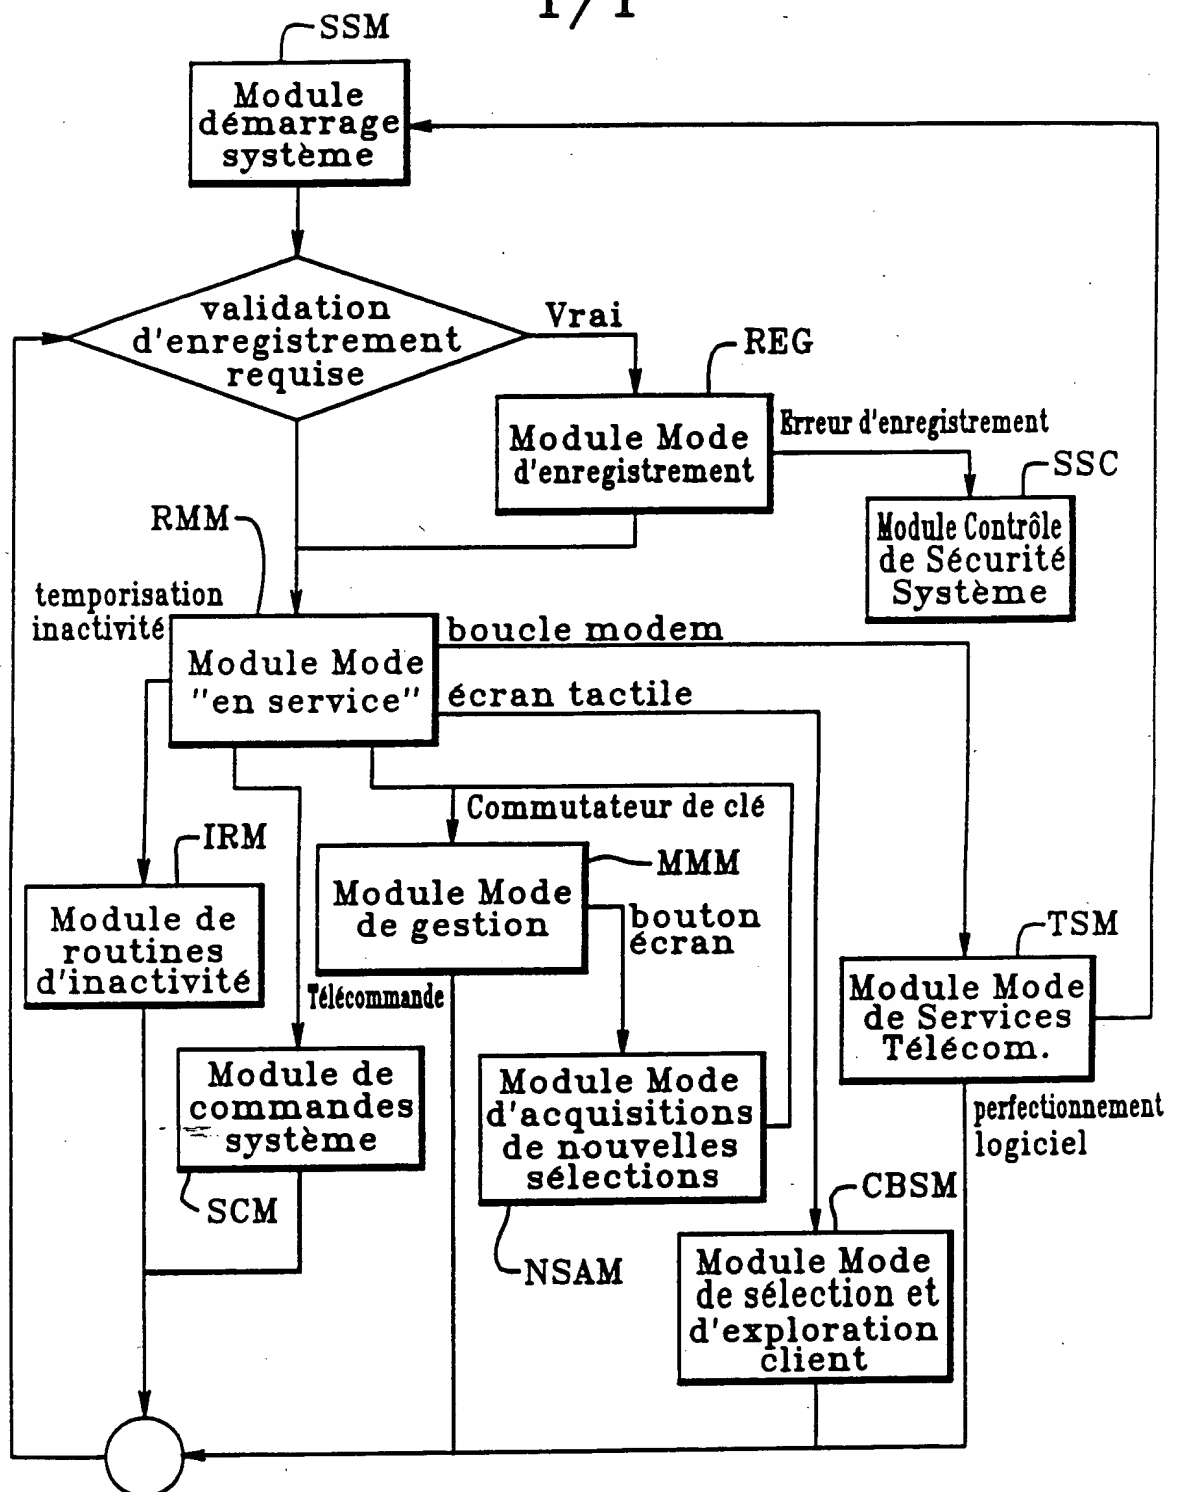 1/1
SSM
Module
démarrage
système
validation
d'enregistrement
requise
Vrai
REG
Module Mode
d'enregistrement
Erreur d'enregistrement
SSC
Module Contrôle
de Sécurité
Système
RMM
temporisation
inactivité
Module Mode
"en service"
boucle modem
écran tactile
Commutateur de clé
IRM
Module de
routines
d'inactivité
MMM
Module Mode
de gestion
bouton
écran
Télécommande
TSM
Module Mode
de Services
Télécom.
perfectionnement
logiciel
Module de
commandes
système
SCM
Module Mode
d'acquisitions
de nouvelles
sélections
NSAM
CBSM
Module Mode
de sélection et
d'exploration
client